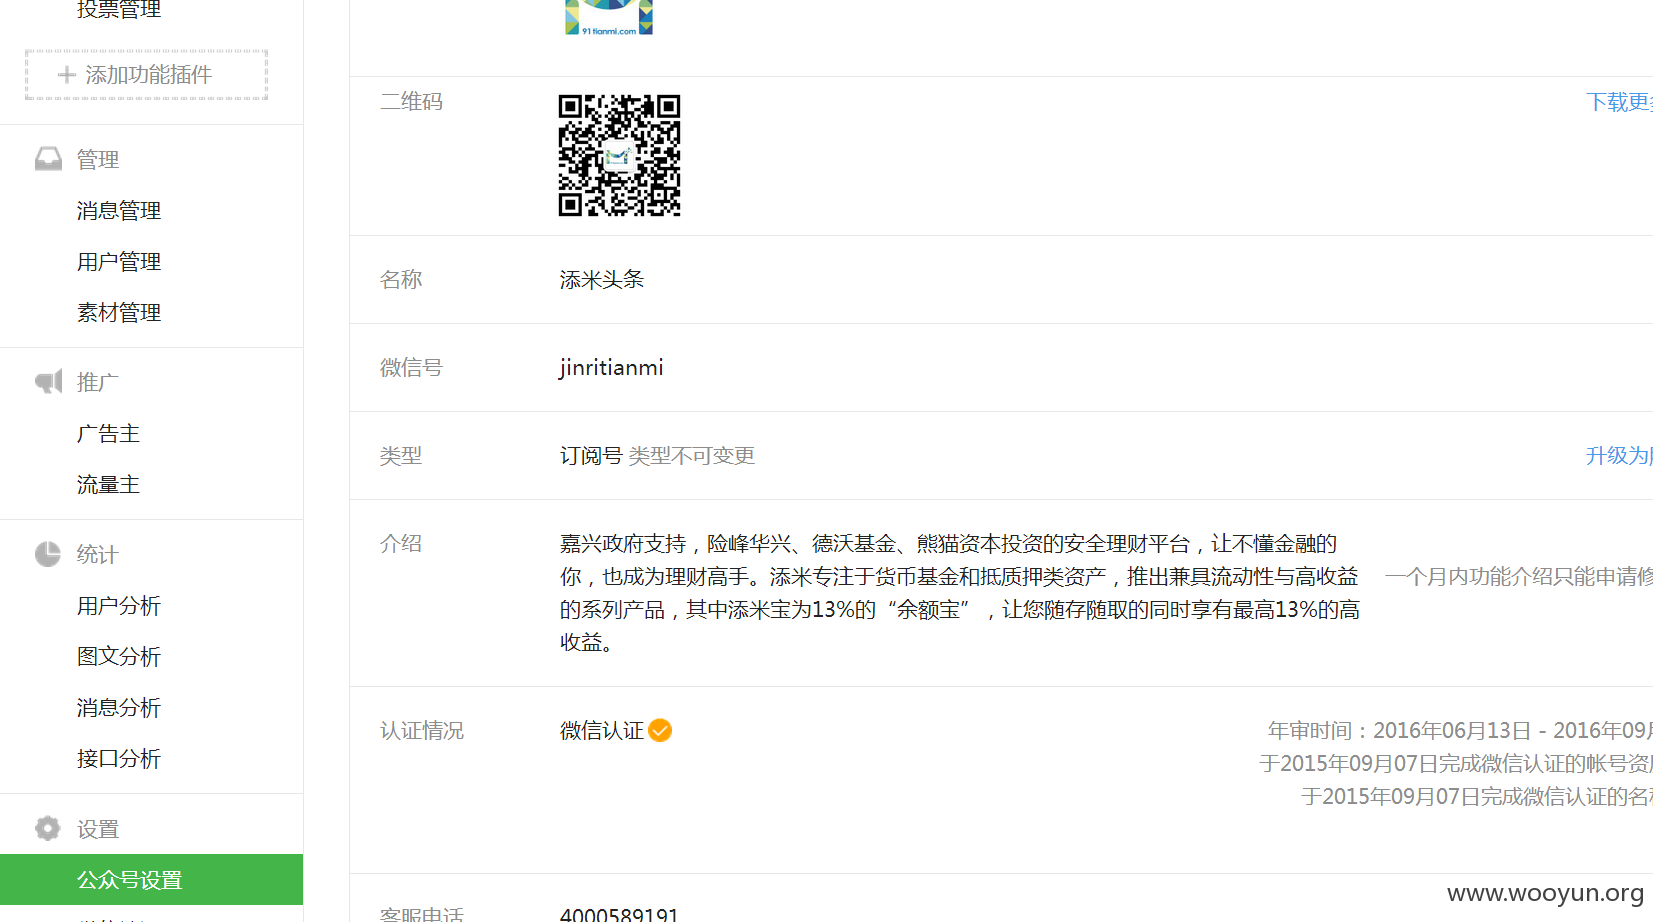 投票管理
添加功能插件
管理
消息管理
用户管理
素材管理
推广
广告主
流量主
统计
用户分析
图文分析
消息分析
接口分析
设置
公众号设置
91tianmi.com
二维码
下载更
名称
添米头条
微信号
jinritianmi
类型
订阅号 类型不可变更
升级为
介绍
嘉兴政府支持，险峰华兴、德沃基金、熊猫资本投资的安全理财平台，让不懂金融的
你，也成为理财高手。添米专注于货币基金和抵质押类资产，推出兼具流动性与高收益
的系列产品，其中添米宝为13%的“余额宝”，让您随存随取的同时享有最高13%的高
收益。
一个月内功能介绍只能申请修
认证情况
微信认证
年审时间：2016年06月13日 - 2016年09
于2015年09月07日完成微信认证的帐号资
于2015年09月07日完成微信认证的名
客服电话
4000589191
www.wooyun.org